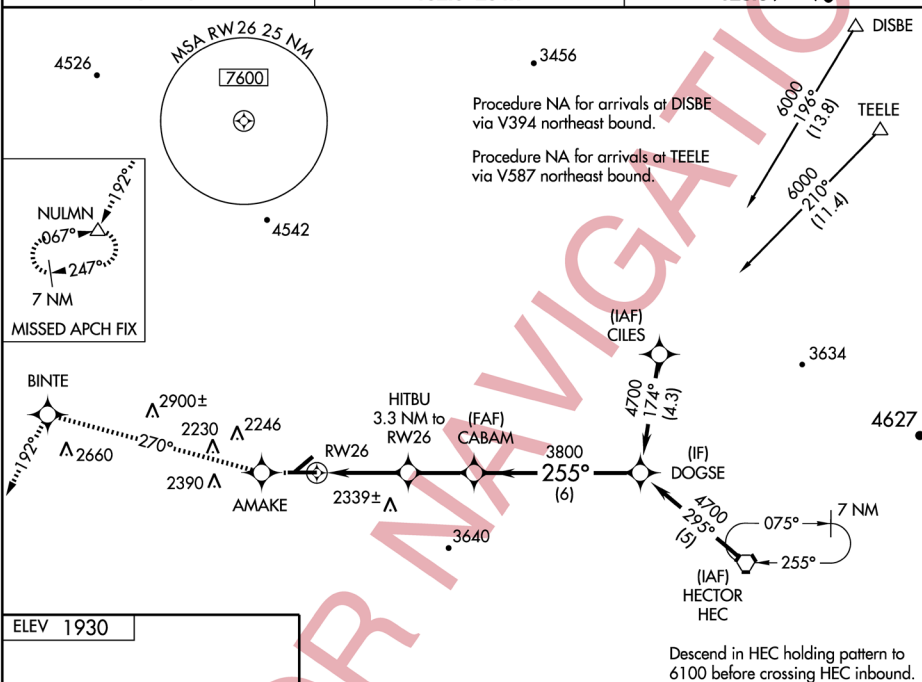 MSA RW26 25 NM
7600
4526
3456
DISBE
6000
196°
(13.8)
Procedure NA for arrivals at DISBE
via V394 northeast bound.
TEELE
6000
210°
(11.4)
Procedure NA for arrivals at TEELE
via V587 northeast bound.
4542
192°
NULMN
067°
247°
7 NM
MISSED APCH FIX
(IAF)
CILES
4700
174°
(4.3)
3634
4627
BINTE
192°
2900±
2230
2246
2660
270°
2390
AMAKE
RW26
HITBU
3.3 NM to
RW26
2339±
(FAF)
CABAM
3640
3800
255°
(6)
(IF)
DOGSE
4700
295°
(5)
075°
7 NM
255°
(IAF)
HECTOR
HEC
ELEV 1930
Descend in HEC holding pattern to
6100 before crossing HEC inbound.
OR NAVIGATIO